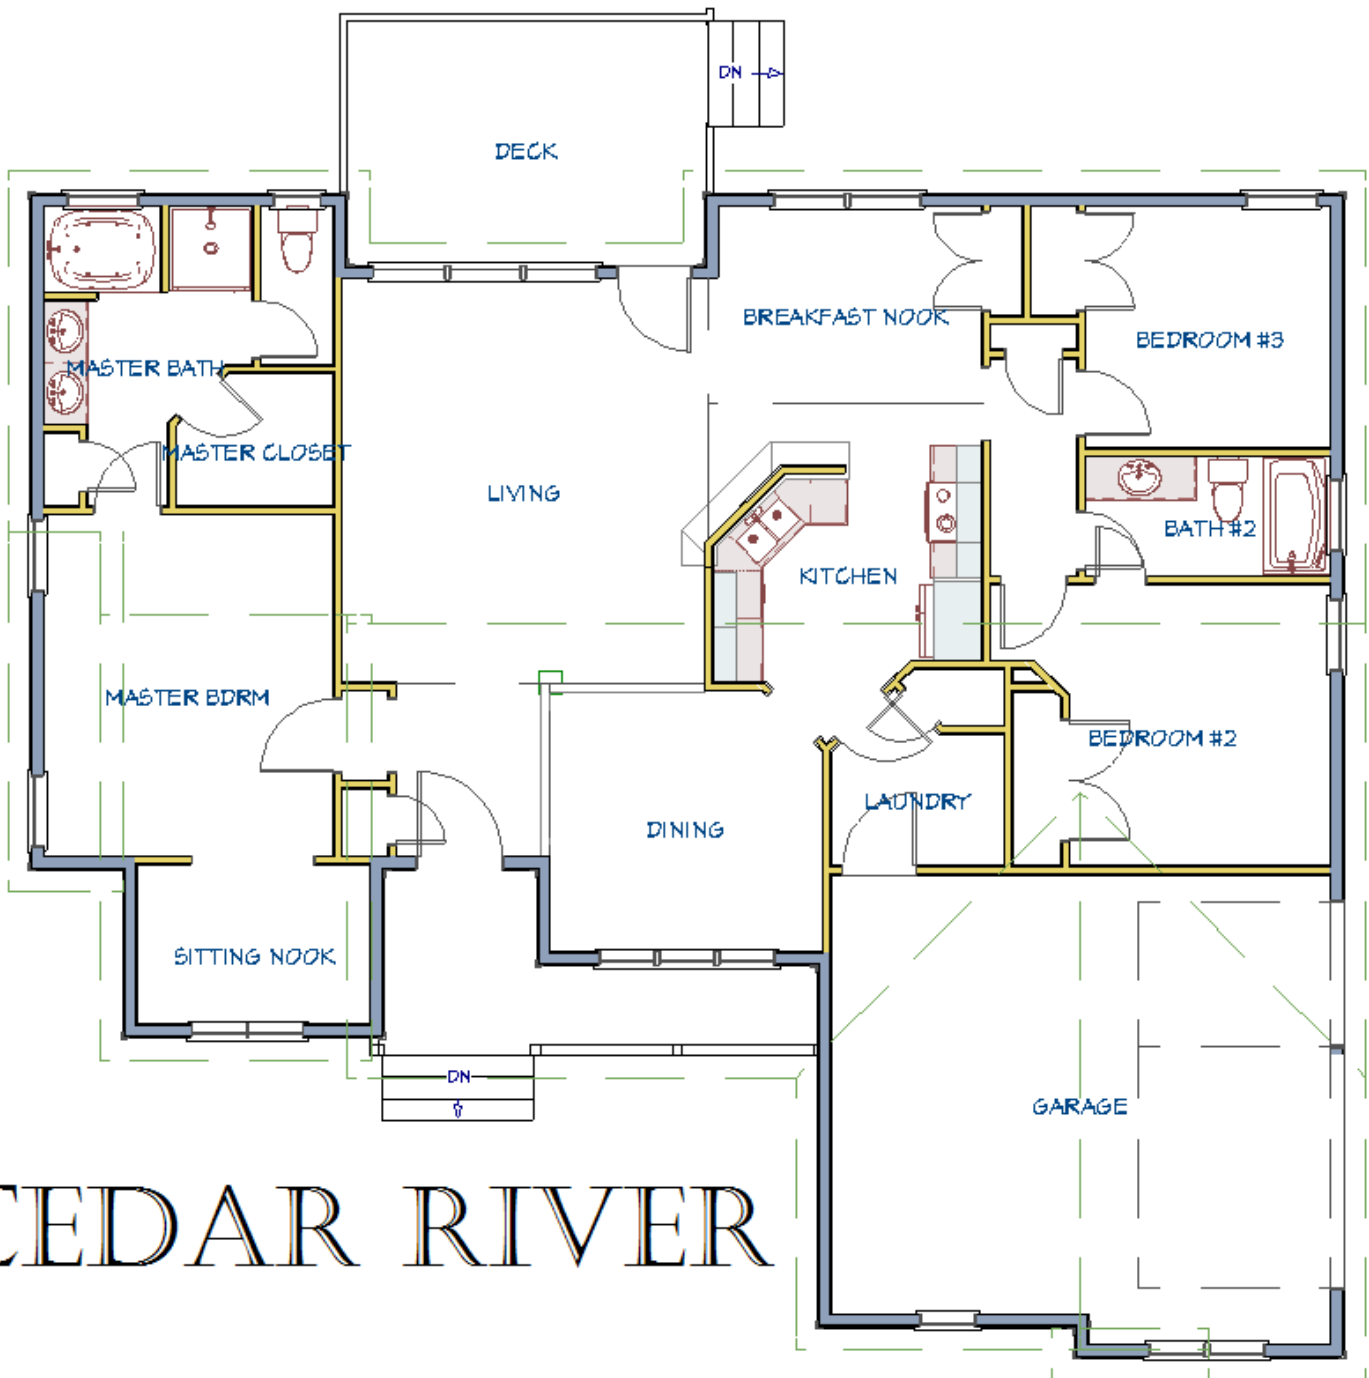 DN
DECK
BREAKFAST NOOK
BEDROOM #3
MASTER BATH
MASTER CLOSET
LIVING
BATH #2
KITCHEN
MASTER BDRM
BEDROOM #2
LAUNDRY
DINING
SITTING NOOK
DN
GARAGE
CEDAR RIVER